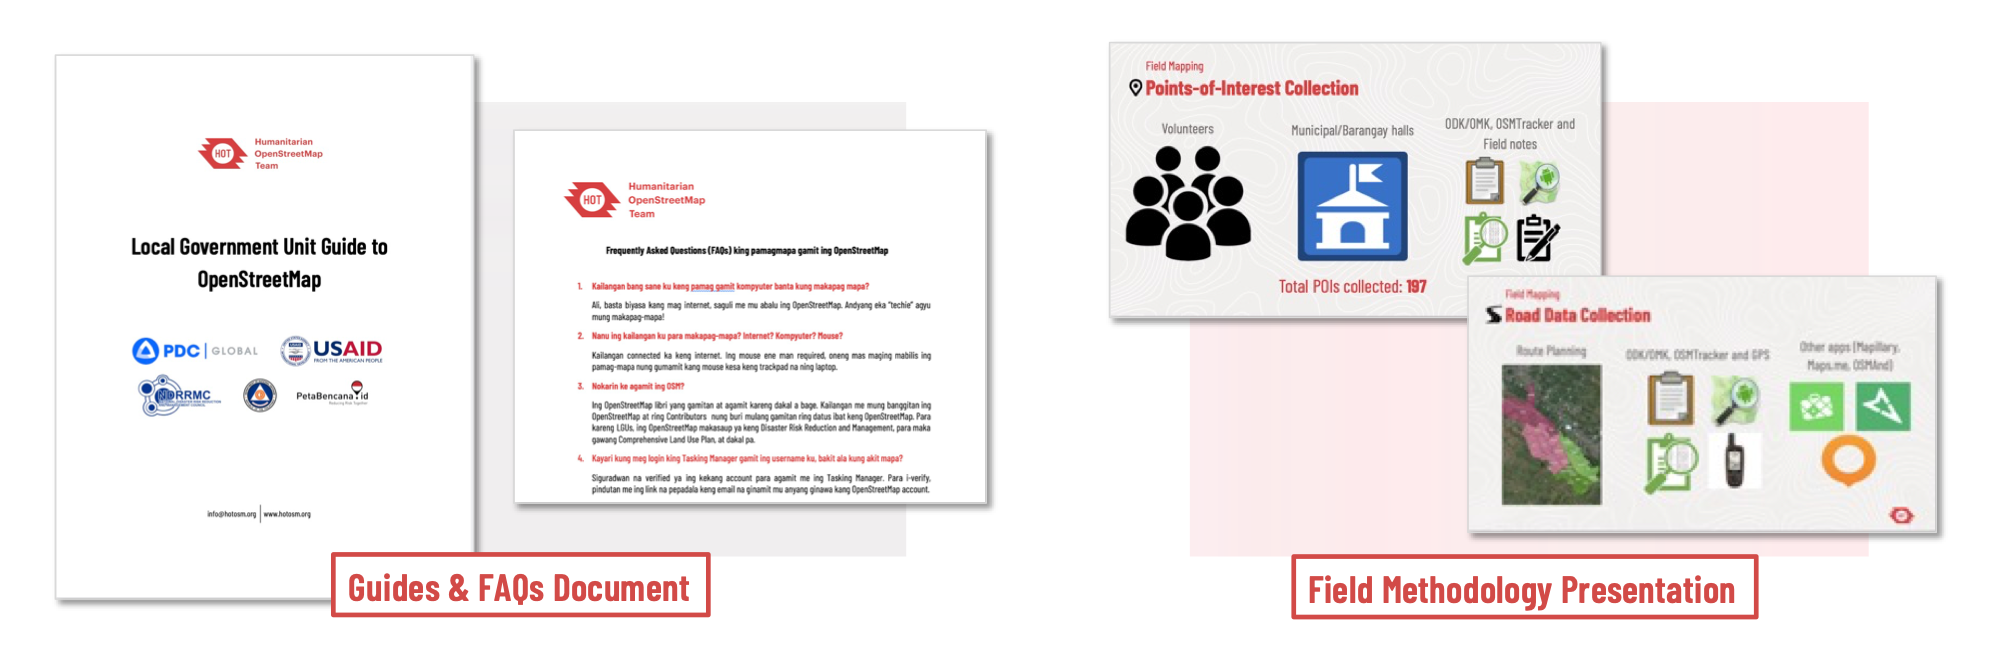 HOT
Humanitarian
OpenStreetMap
Team
Local Government Unit Guide to
OpenStreetMap
PDC | GLOBAL
USAID
FROM THE AMERICAN PEOPLE
NDRRMC
PetaBencana.id
info@hotosm.org | www.hotosm.org
HOT
Humanitarian
OpenStreetMap
Team
Frequently Asked Questions (FAQs) king pamagmapa gamit ing OpenStreetMap
1. Kailangan bang sane ku keng pamag gamit kompyuter banta kung makapag mapa?
Ali, basta biyasa kang mag internet, saguli me mu abalu ing OpenStreetMap. Andyang eka "techie" agyu
mung makapag-mapa!
2. Nanu ing kailangan ku para makapag-mapa? Internet? Kompyuter? Mouse?
Kailangan connected ka keng internet. Ing mouse ene man required, oneng mas maging mabilis ing
pamag-mapa nung gumamit kang mouse kesa keng trackpad na ning laptop.
3. Nokarin ke agamit ing OSM?
Ing OpenStreetMap libri yang gamitan at agamit kareng dakal a bage. Kailangan me mung banggitan ing
OpenStreetMap at ring Contributors nung buri mulang gamitan ring datus ibat keng OpenStreetMap. Para
kareng LGUs, ing OpenStreetMap makasaup ya keng Disaster Risk Reduction and Management, para maka
gawang Comprehensive Land Use Plan, at dakal pa.
4. Kayari kung meg login king Tasking Manager gamit ing username ku, bakit ala kung akit mapa?
Siguradwan na verified ya ing kekang account para agamit me ing Tasking Manager. Para i-verify,
pindutan me ing link na pepadala keng email na ginamit mu anyang ginawa kang OpenStreetMap account.
Guides & FAQs Document
Field Mapping
Points-of-Interest Collection
Volunteers
Municipal/Barangay halls
ODK/OMK, OSMTracker and
Field notes
Total POIs collected: 197
Field Mapping
Road Data Collection
Route Planning
ODK/OMK, OSMTracker and GPS
Other apps (Mapillary,
Maps.me, OSMAnd)
Field Methodology Presentation